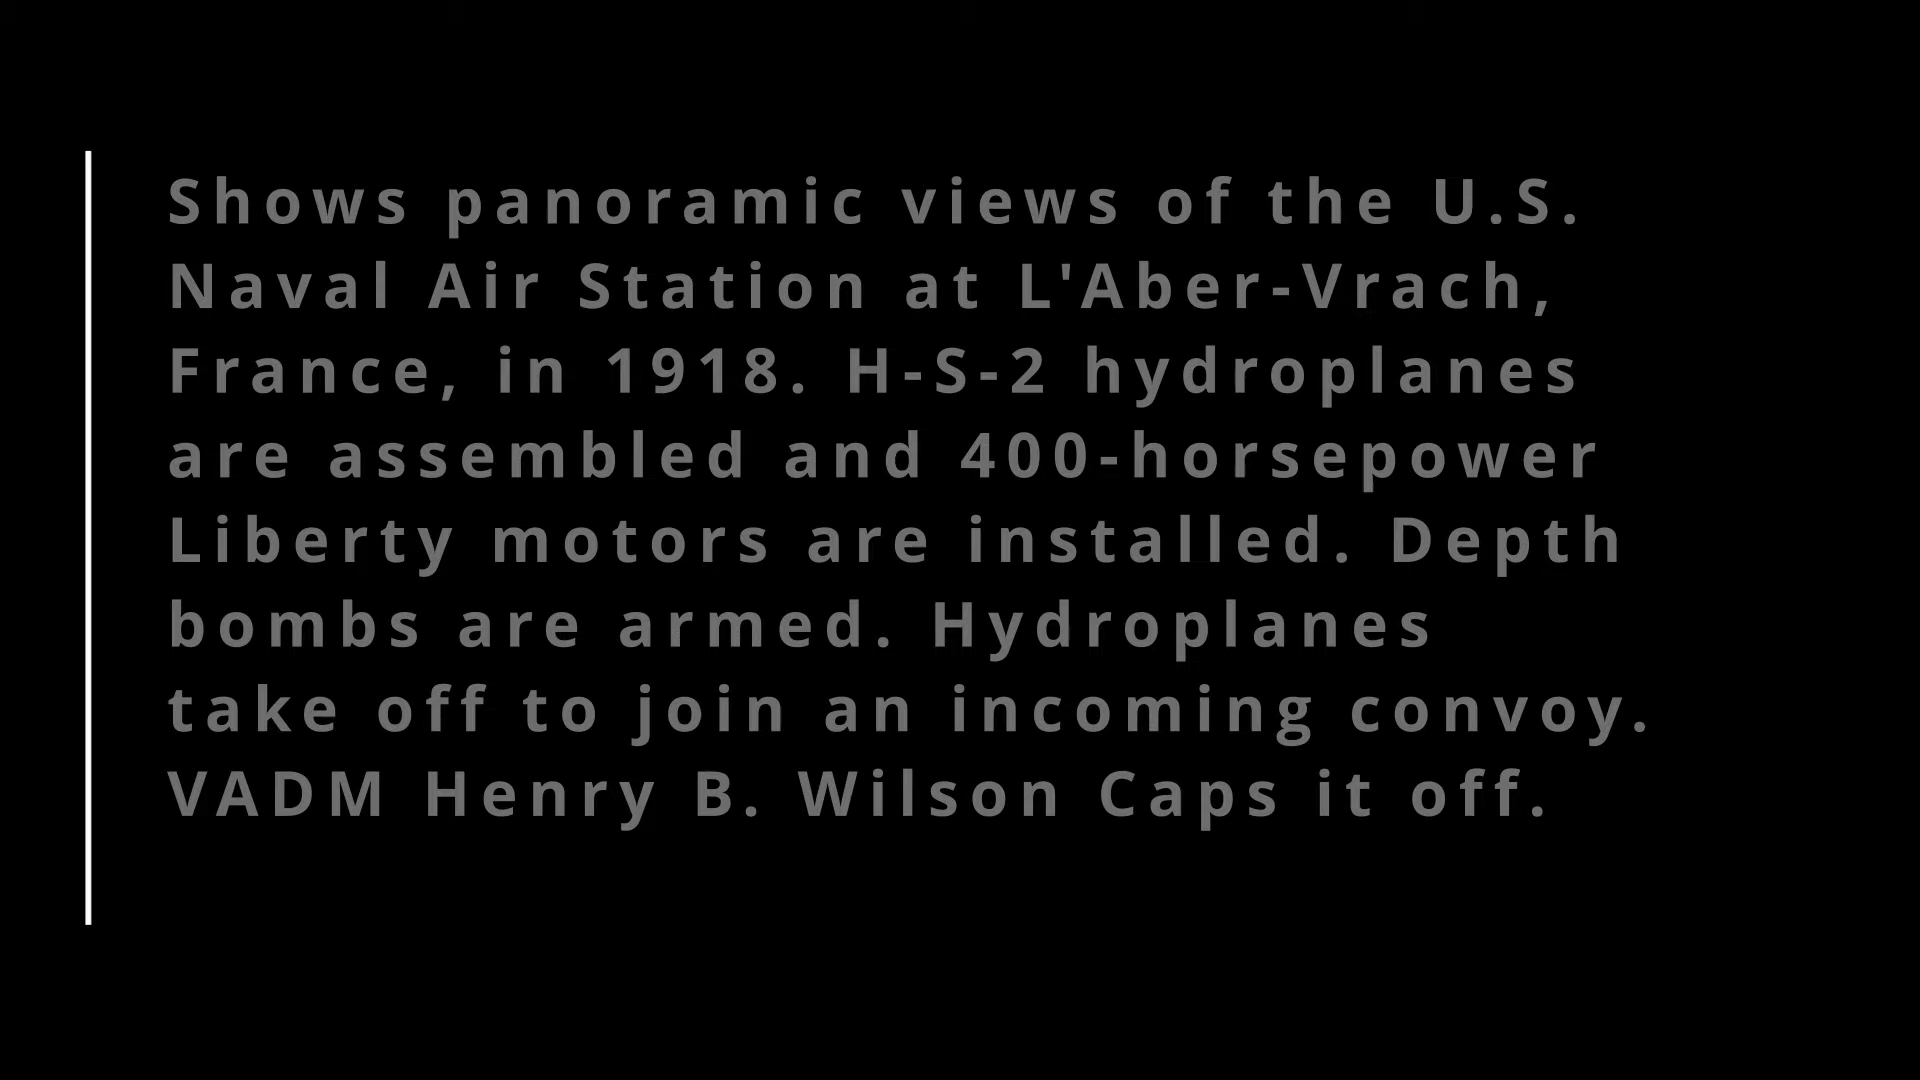 Shows panoramic views of the U.S.
Naval Air Station at L'Aber-Vrach,
France, in 1918. H-S-2 hydroplanes
are assembled and 400-horsepower
Liberty motors are installed. Depth
bombs are armed. Hydroplanes
take off to join an incoming convoy.
VADM Henry B. Wilson Caps it off.